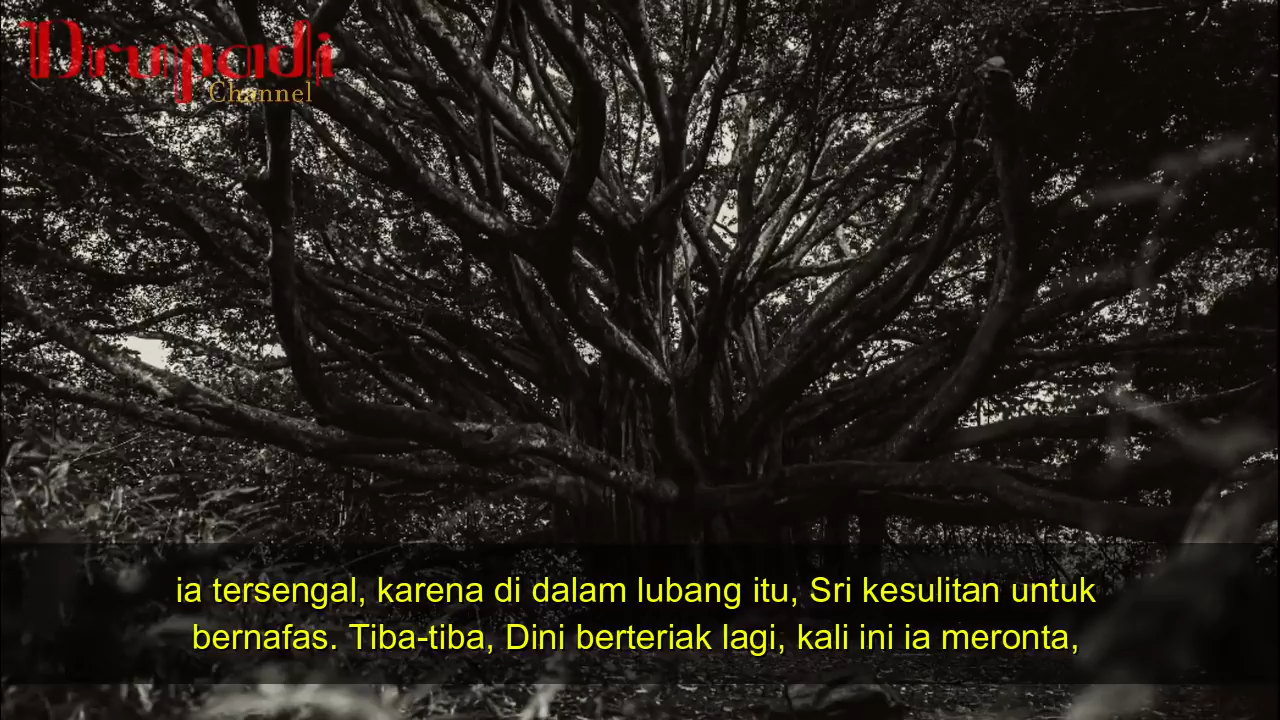 Drupadi
Channel
ia tersengal, karena di dalam lubang itu, Sri kesulitan untuk
bernafas. Tiba-tiba, Dini berteriak lagi, kali ini ia meronta,